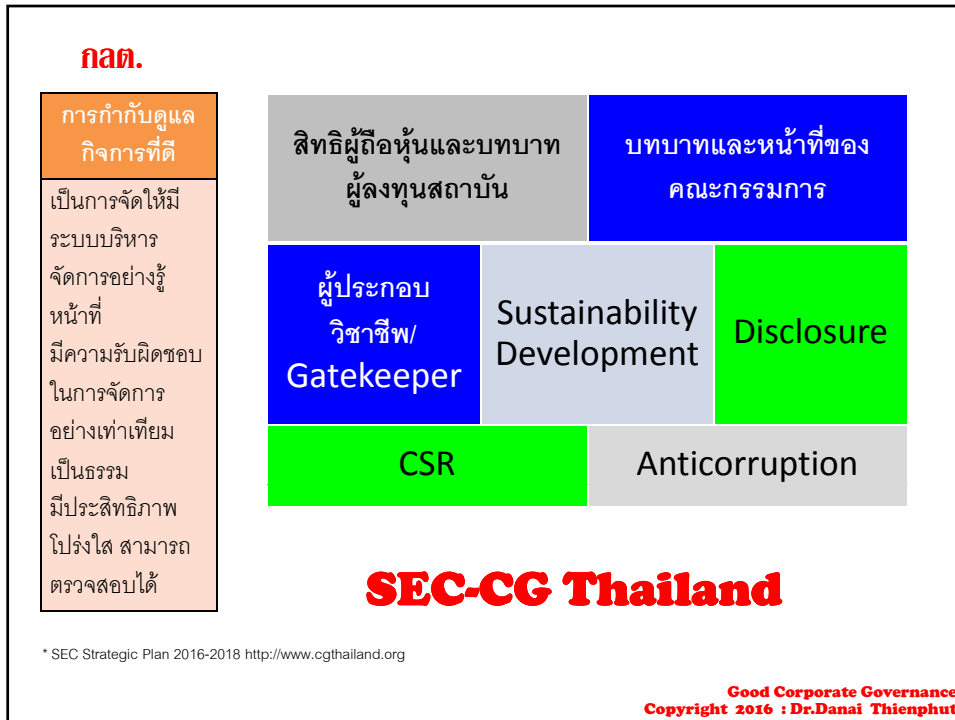 กลต.
การกำกับดูแล
กิจการที่ดี
เป็นการจัดให้มี
ระบบบริหาร
จัดการอย่างรู้
หน้าที่
มีความรับผิดชอบ
ในการจัดการ
อย่างเท่าเทียม
เป็นธรรม
มีประสิทธิภาพ
โปร่งใส สามารถ
ตรวจสอบได้
สิทธิผู้ถือหุ้นและบทบาท
ผู้ลงทุนสถาบัน
บทบาทและหน้าที่ของ
คณะกรรมการ
ผู้ประกอบ
วิชาชีพ/
Gatekeeper
Sustainability
Development
Disclosure
CSR
Anticorruption
SEC-CG Thailand
* SEC Strategic Plan 2016-2018 http://www.cgthailand.org
Good Corporate Governance
Copyright 2016 : Dr.Danai Thienphut